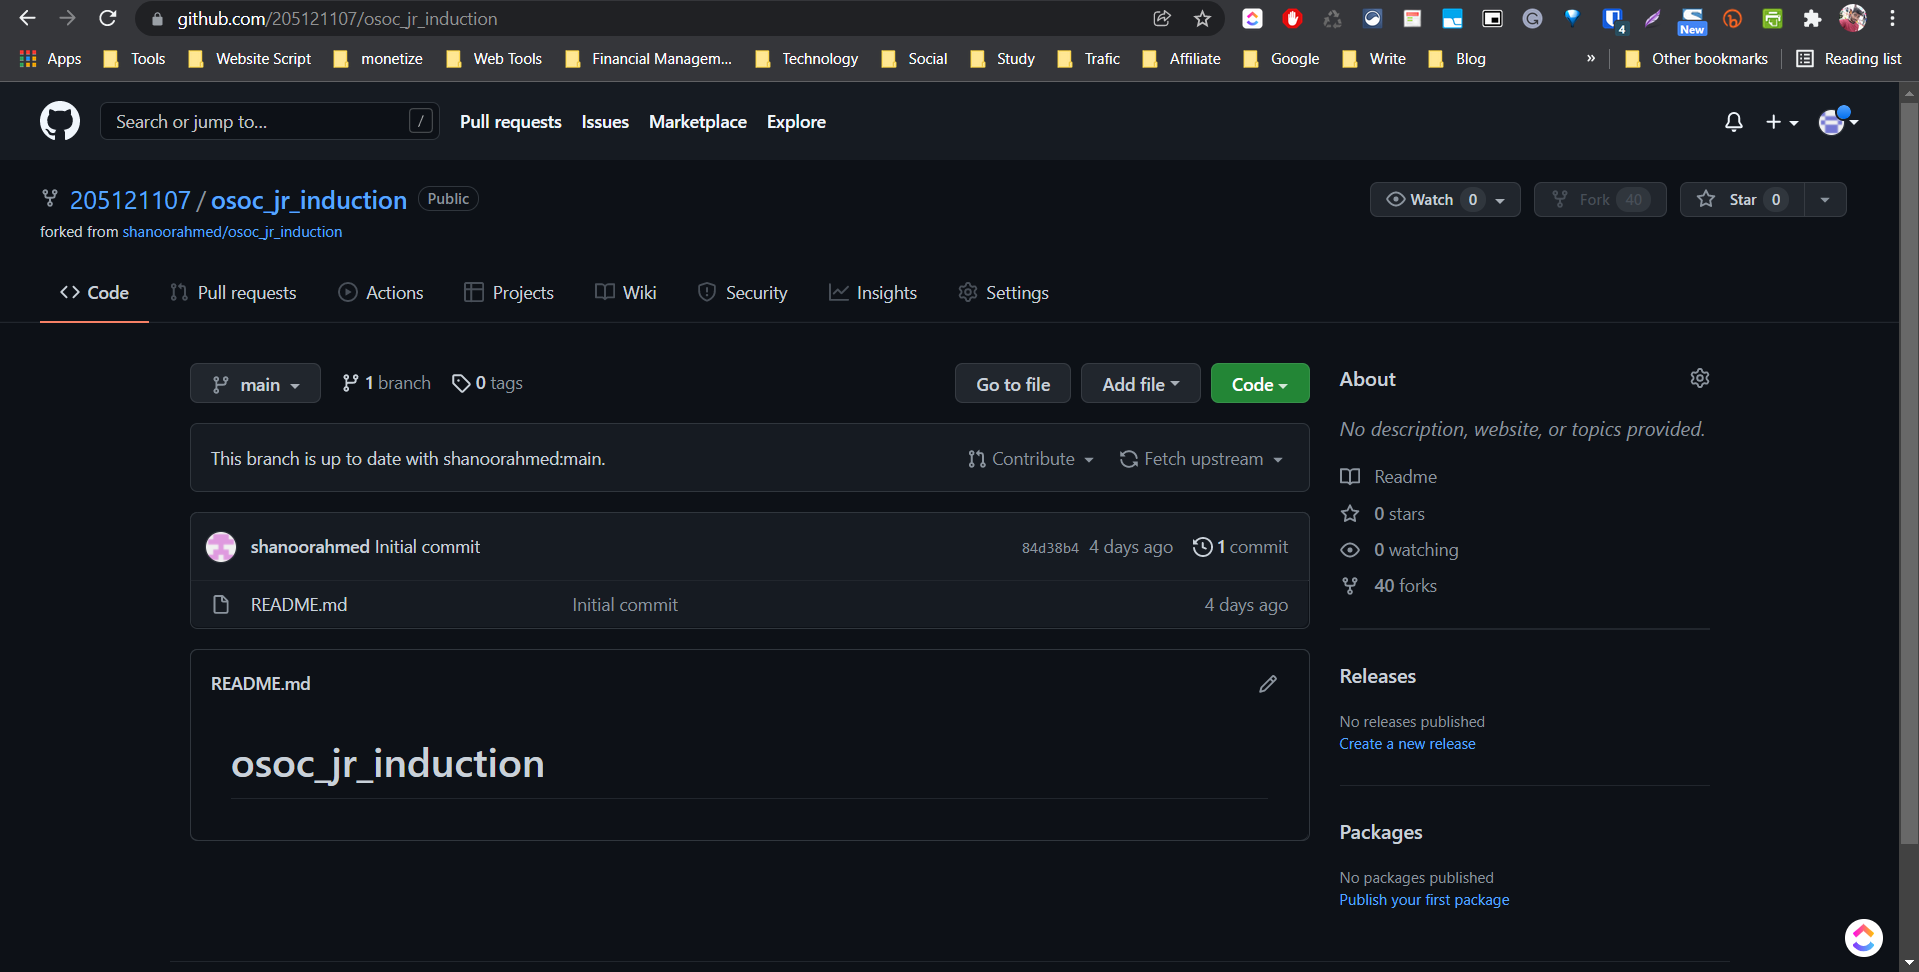 github.com/205121107/osoc_jr_induction
4
New
Apps Tools Website Script monetize Web Tools Financial Managem... Technology Social Study Trafic Affiliate Google Write Blog » Other bookmarks Reading list
Search or jump to... / Pull requests Issues Marketplace Explore
205121107 / osoc_jr_induction Public Watch 0 Fork 40 Star 0
forked from shanoorahmed/osoc_jr_induction
Code Pull requests Actions Projects Wiki Security Insights Settings
main 1 branch 0 tags Go to file Add file Code
This branch is up to date with shanoorahmed:main. Contribute Fetch upstream
shanoorahmed Initial commit 84d38b4 4 days ago 1 commit
README.md Initial commit 4 days ago
README.md
osoc_jr_induction
About
No description, website, or topics provided.
Readme
0 stars
0 watching
40 forks
Releases
No releases published
Create a new release
Packages
No packages published
Publish your first package